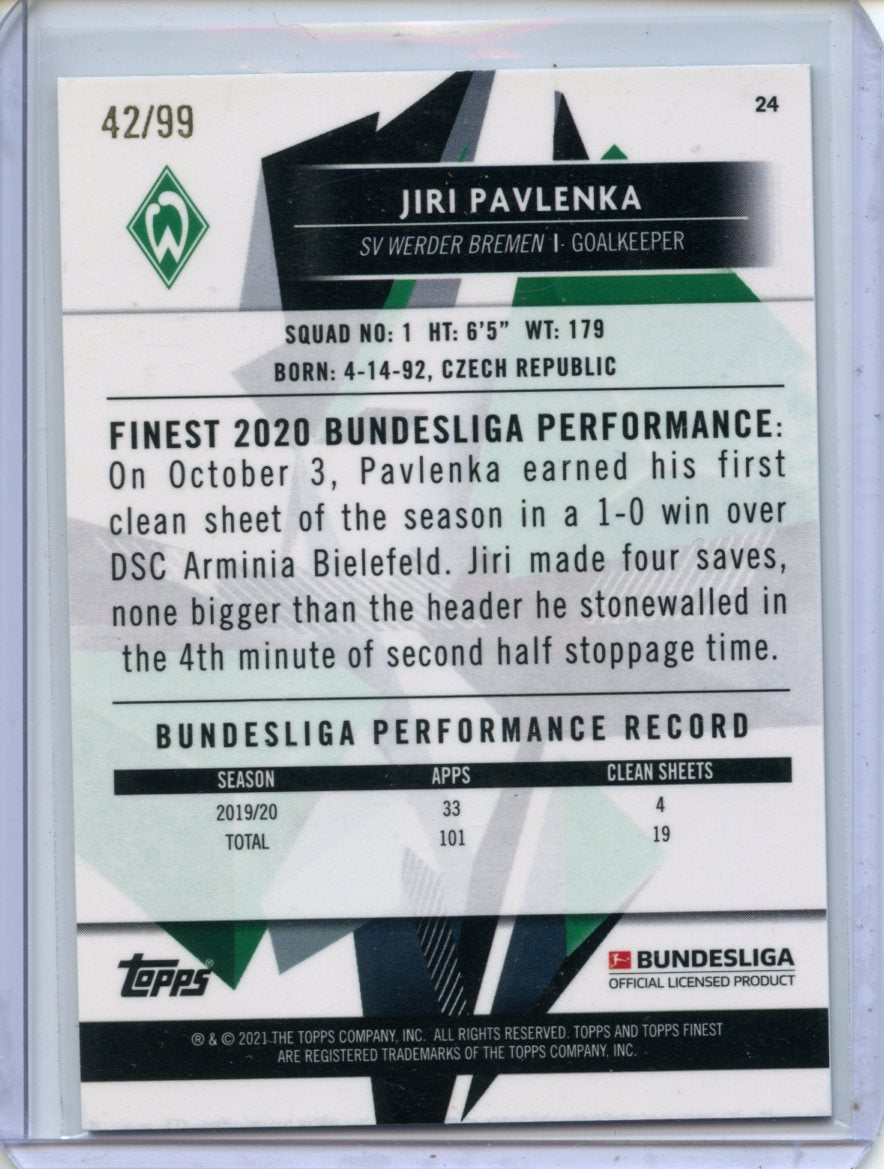 42/99
24
JIRI PAVLENKA
SV WERDER BREMEN | GOALKEEPER
SQUAD NO: 1 HT: 6'5" WT: 179
BORN: 4-14-92, CZECH REPUBLIC
FINEST 2020 BUNDESLIGA PERFORMANCE:
On October 3, Pavlenka earned his first
clean sheet of the season in a 1-0 win over
DSC Arminia Bielefeld. Jiri made four saves,
none bigger than the header he stonewalled in
the 4th minute of second half stoppage time.
BUNDESLIGA PERFORMANCE RECORD
SEASON APPS CLEAN SHEETS
2019/20 33 4
TOTAL 101 19
Topps®
BUNDESLIGA
OFFICIAL LICENSED PRODUCT
® & © 2021 THE TOPPS COMPANY, INC. ALL RIGHTS RESERVED. TOPPS AND TOPPS FINEST
ARE REGISTERED TRADEMARKS OF THE TOPPS COMPANY, INC.